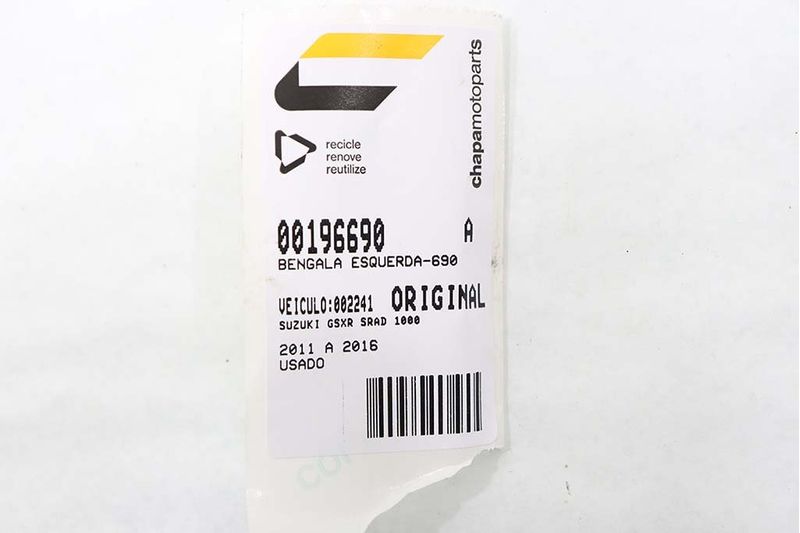 chapamotoparts
recicle
renove
reutilize
00196690 A
BENGALA ESQUERDA-690
VEICULO:002241 ORIGINAL
SUZUKI GSXR SRAD 1000
2011 A 2016
USADO